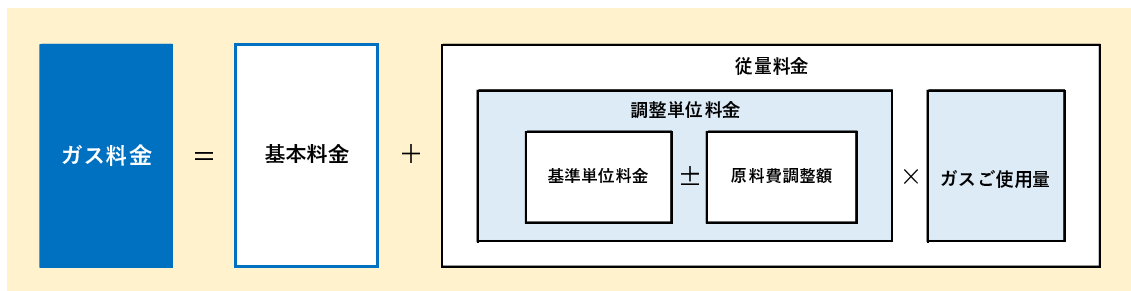 ガス料金
＝
基本料金
＋
従量料金
調整単位料金
基準単位料金
±
原料費調整額
×
ガスご使用量